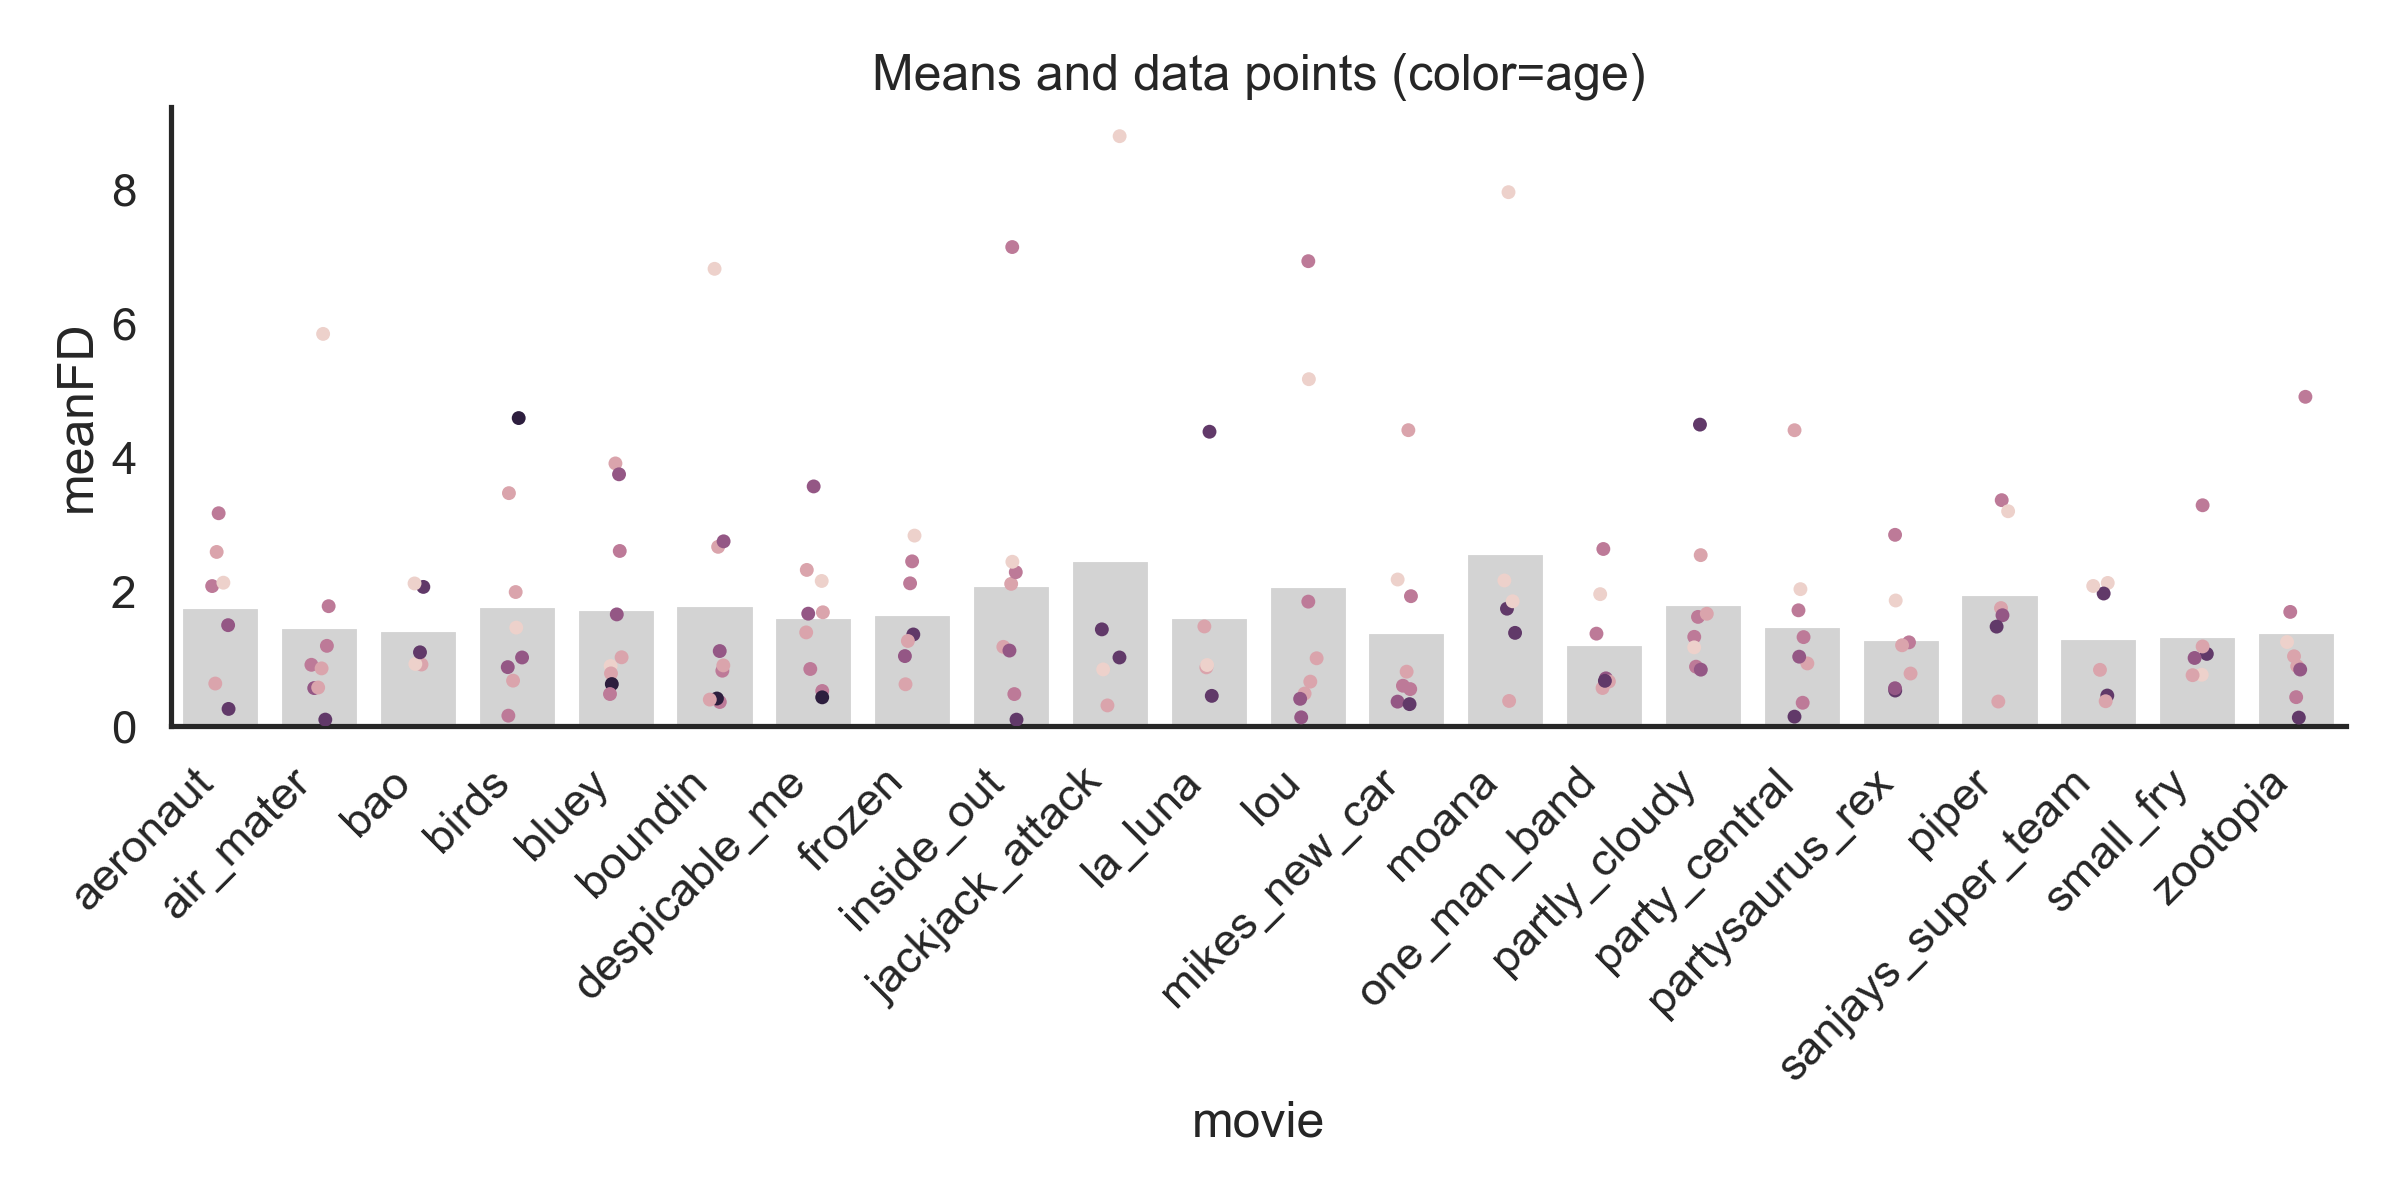 Means and data points (color=age)
8
6
4
2
0
meanFD
aeronaut
air_mater
bao
birds
bluey
boundin
despicable_me
frozen
inside_out
jackjack_attack
la_luna
lou
mikes_new_car
moana
one_man_band
partly_cloudy
party_central
partysaurus_rex
piper
sanjays_super_team
small_fry
zootopia
movie